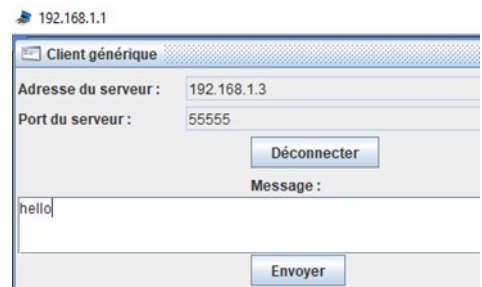 192.168.1.1
Client générique
Adresse du serveur : 192.168.1.3
Port du serveur : 55555
Déconnecter
Message :
hello
Envoyer